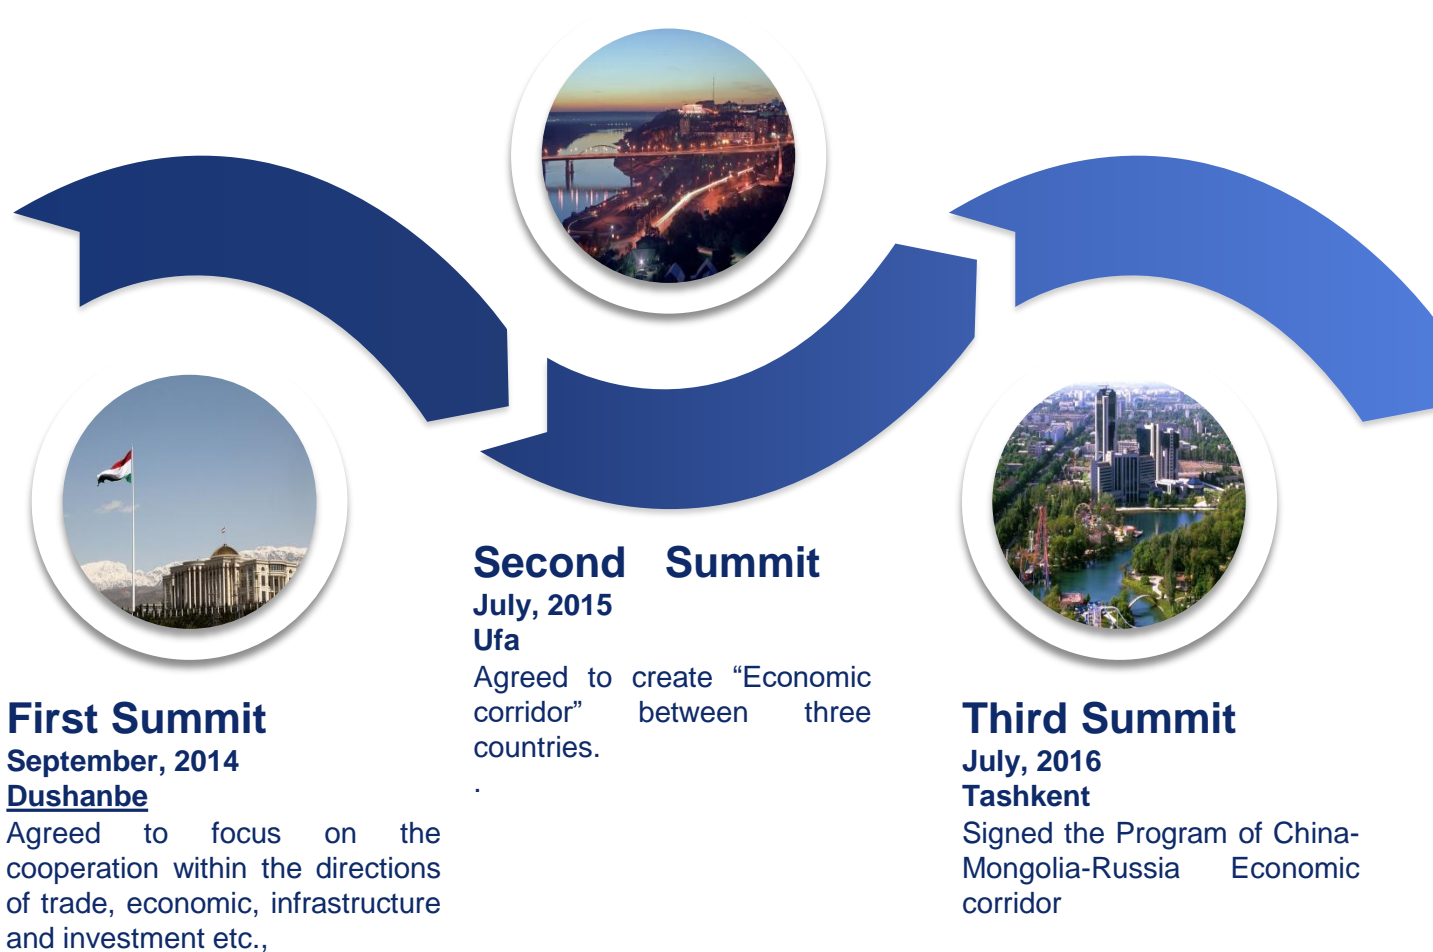 First Summit
September, 2014
Dushanbe
Agreed to focus on the
cooperation within the directions
of trade, economic, infrastructure
and investment etc.,
Second Summit
July, 2015
Ufa
Agreed to create “Economic
corridor” between three
countries.
.
Third Summit
July, 2016
Tashkent
Signed the Program of China-
Mongolia-Russia Economic
corridor